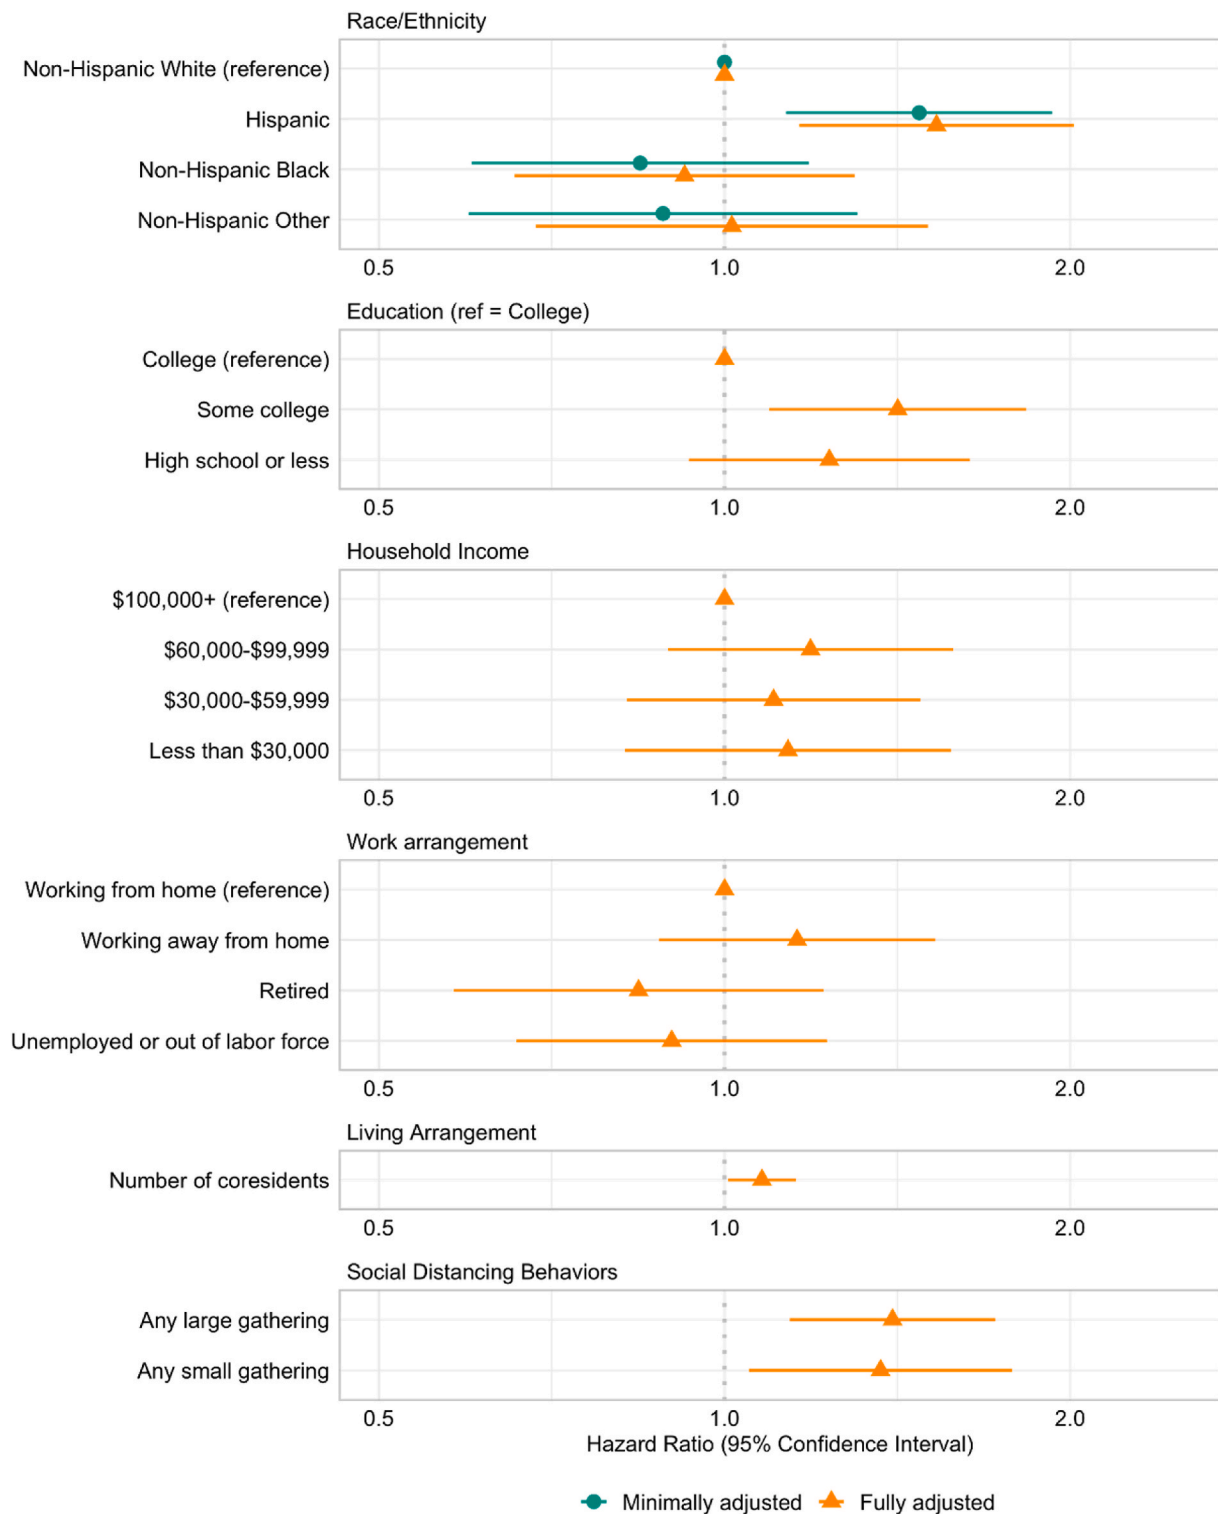 Race/Ethnicity
Non-Hispanic White (reference)
Hispanic
Non-Hispanic Black
Non-Hispanic Other
0.5 1.0 2.0
Education (ref = College)
College (reference)
Some college
High school or less
0.5 1.0 2.0
Household Income
$100,000+ (reference)
$60,000-$99,999
$30,000-$59,999
Less than $30,000
0.5 1.0 2.0
Work arrangement
Working from home (reference)
Working away from home
Retired
Unemployed or out of labor force
0.5 1.0 2.0
Living Arrangement
Number of coresidents
0.5 1.0 2.0
Social Distancing Behaviors
Any large gathering
Any small gathering
0.5 1.0 2.0
Hazard Ratio (95% Confidence Interval)
Minimally adjusted Fully adjusted